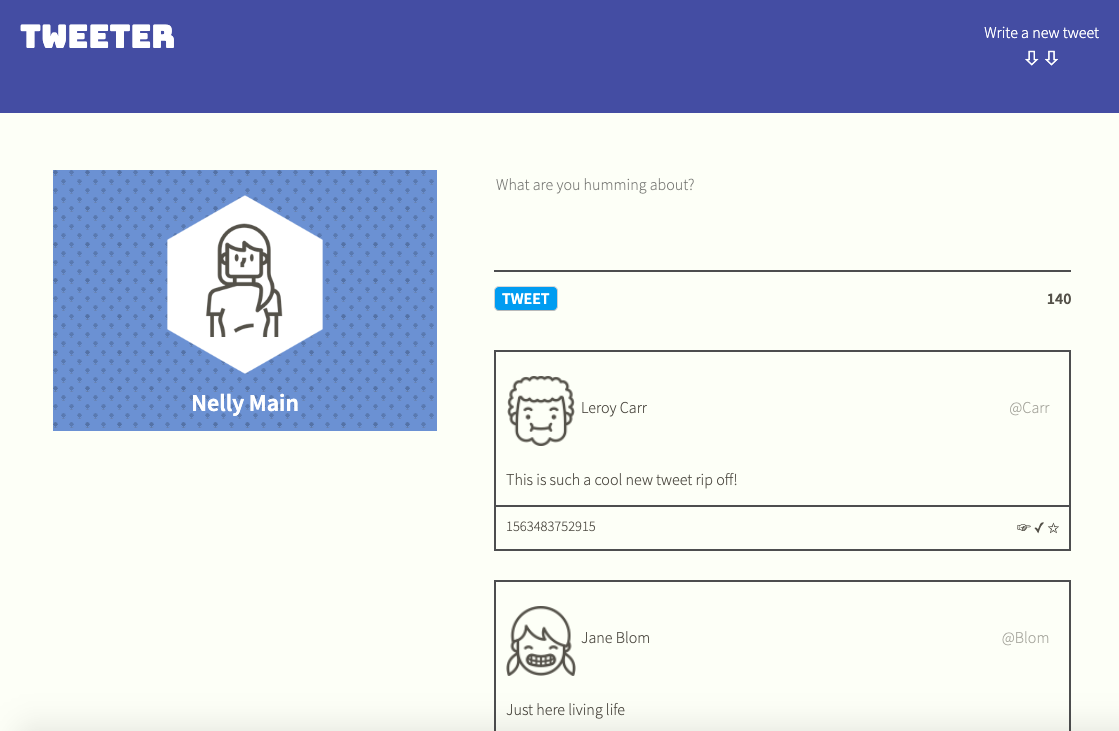 TWEETER
Write a new tweet
⇩ ⇩
Nelly Main
What are you humming about?
TWEET 140
Leroy Carr @Carr
This is such a cool new tweet rip off!
1563483752915 ☞ ✓ ☆
Jane Blom @Blom
Just here living life